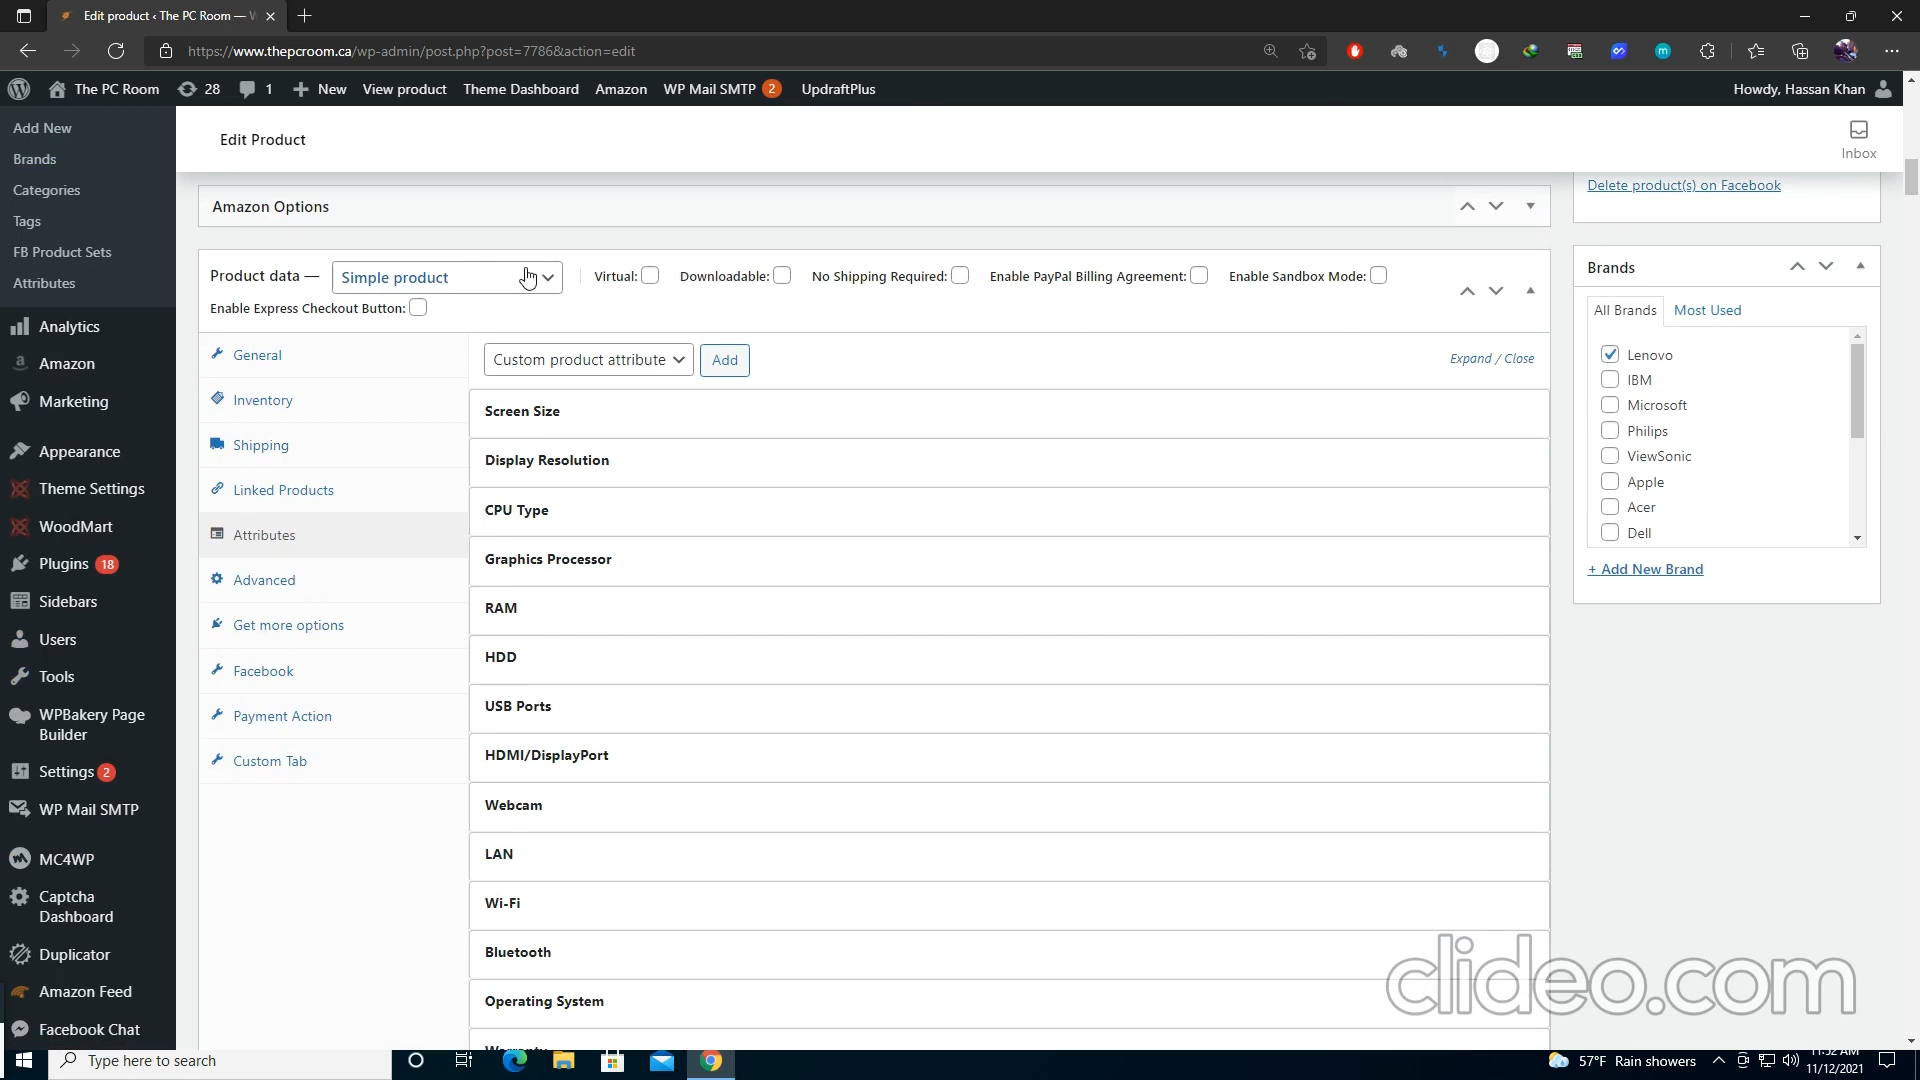 Edit product ‹ The PC Room — W
https://www.thepcroom.ca/wp-admin/post.php?post=7786&action=edit
The PC Room 28 1 New View product Theme Dashboard Amazon WP Mail SMTP 2 UpdraftPlus Howdy, Hassan Khan
Add New
Brands
Categories
Tags
FB Product Sets
Attributes
Analytics
Amazon
Marketing
Appearance
Theme Settings
WoodMart
Plugins 18
Sidebars
Users
Tools
WPBakery Page
Builder
Settings 2
WP Mail SMTP
MC4WP
Captcha
Dashboard
Duplicator
Amazon Feed
Facebook Chat
Edit Product
Inbox
Amazon Options
Product data — Simple product Virtual: Downloadable: No Shipping Required: Enable PayPal Billing Agreement: Enable Sandbox Mode:
Enable Express Checkout Button:
General
Inventory
Shipping
Linked Products
Attributes
Advanced
Get more options
Facebook
Payment Action
Custom Tab
Custom product attribute Add Expand / Close
Screen Size
Display Resolution
CPU Type
Graphics Processor
RAM
HDD
USB Ports
HDMI/DisplayPort
Webcam
LAN
Wi-Fi
Bluetooth
Operating System
Warranty
Delete product(s) on Facebook
Brands
All Brands Most Used
Lenovo
IBM
Microsoft
Philips
ViewSonic
Apple
Acer
Dell
+ Add New Brand
clideo.com
Type here to search
57°F Rain showers
11:52 AM
11/12/2021